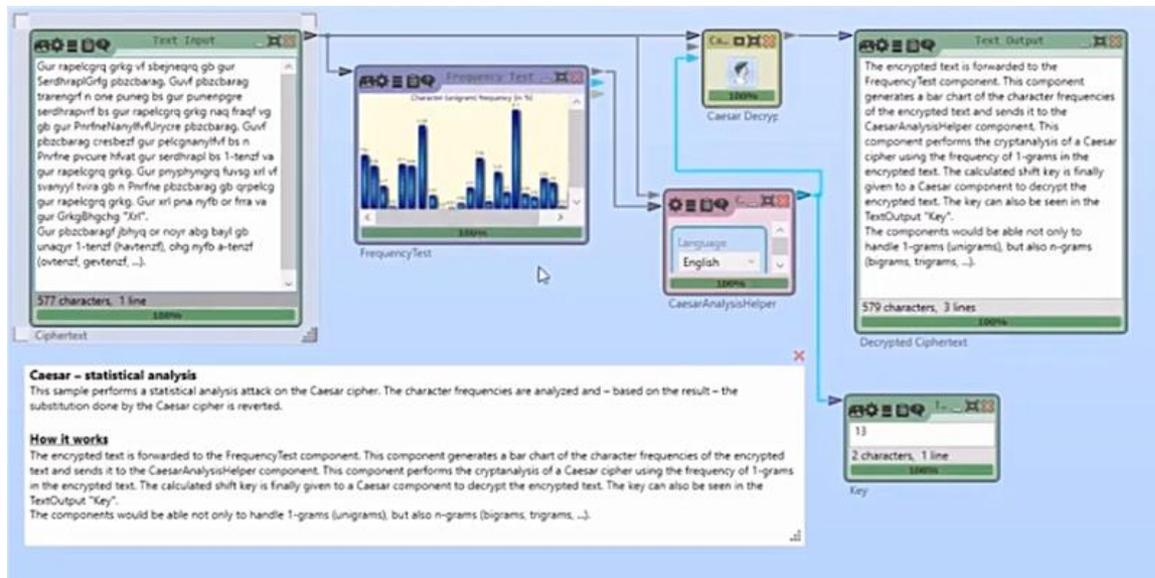 Text Input
Gur rapelcgrq grkg vf sbejneqrq gb gur
SerdhraplGrfg pbzcbarag. Guvf pbzcbarag
trarengrf n one puneg bs gur punenpgre
serdhrapvrf bs gur rapelcgrq grkg naq fraqf vg
gb gur PnrfneNanylfvfUrycre pbzcbarag. Guvf
pbzcbarag cresbezf gur pelcgnanylfvf bs n
Pnrfne pvcure hfvat gur serdhrapl bs 1-tenzf va
gur rapelcgrq grkg. Gur pnyphyngrq fuvsg xrl vf
svanyyl tvira gb n Pnrfne pbzcbarag gb qrpelcg
gur rapelcgrq grkg. Gur xrl pna nyfb or frra va
gur GrkgBhgchg "Xrl".
Gur pbzcbaragf jbhyq or noyr abg bayl gb
unaqyr 1-tenzf (havtenzf), ohg nyfb a-tenzf
(ovtenzf, gevtenzf, ...).
577 characters, 1 line
100%
Ciphertext
Frequency Test
Character (unigram) frequency (in %)
100%
FrequencyTest
Ca...
100%
Caesar Decryp
C...
Language
English
100%
CaesarAnalysisHelper
Text Output
The encrypted text is forwarded to the
FrequencyTest component. This component
generates a bar chart of the character frequencies
of the encrypted text and sends it to the
CaesarAnalysisHelper component. This
component performs the cryptanalysis of a Caesar
cipher using the frequency of 1-grams in the
encrypted text. The calculated shift key is finally
given to a Caesar component to decrypt the
encrypted text. The key can also be seen in the
TextOutput "Key".
The components would be able not only to
handle 1-grams (unigrams), but also n-grams
(bigrams, trigrams, ...).
579 characters, 3 lines
100%
Decrypted Ciphertext
T...
13
2 characters, 1 line
100%
Key
Caesar – statistical analysis
This sample performs a statistical analysis attack on the Caesar cipher. The character frequencies are analyzed and – based on the result – the
substitution done by the Caesar cipher is reverted.
How it works
The encrypted text is forwarded to the FrequencyTest component. This component generates a bar chart of the character frequencies of the encrypted
text and sends it to the CaesarAnalysisHelper component. This component performs the cryptanalysis of a Caesar cipher using the frequency of 1-grams
in the encrypted text. The calculated shift key is finally given to a Caesar component to decrypt the encrypted text. The key can also be seen in the
TextOutput "Key".
The components would be able not only to handle 1-grams (unigrams), but also n-grams (bigrams, trigrams, ...).